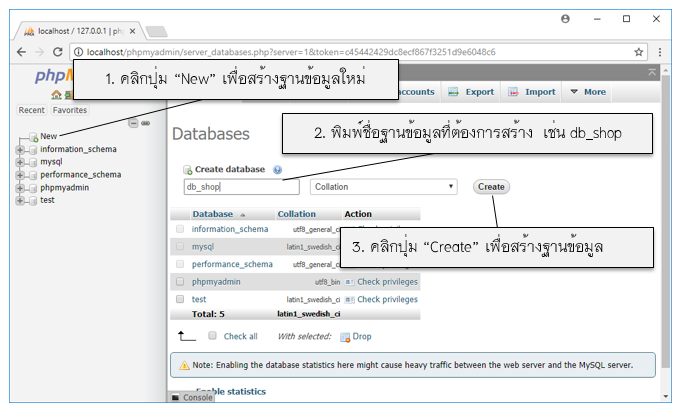 localhost / 127.0.0.1 | ph
localhost/phpmyadmin/server_databases.php?server=1&token=c45442429dc8ecf867f3251d9e6048c6
phpM
1. คลิกปุ่ม “New” เพื่อสร้างฐานข้อมูลใหม่
accounts
Export
Import
More
Recent
Favorites
New
information_schema
mysql
performance_schema
phpmyadmin
test
Databases
2. พิมพ์ชื่อฐานข้อมูลที่ต้องการสร้าง เช่น db_shop
Create database
db_shop
Collation
Create
Database
Collation
Action
information_schema
utf8_general_ci
mysql
latin1_swedish_ci
3. คลิกปุ่ม “Create” เพื่อสร้างฐานข้อมูล
performance_schema
utf8_general_ci
phpmyadmin
utf8_bin
Check privileges
test
latin1_swedish_ci
Check privileges
Total: 5
latin1_swedish_ci
Check all
With selected:
Drop
Note: Enabling the database statistics here might cause heavy traffic between the web server and the MySQL server.
Enable statistics
Console